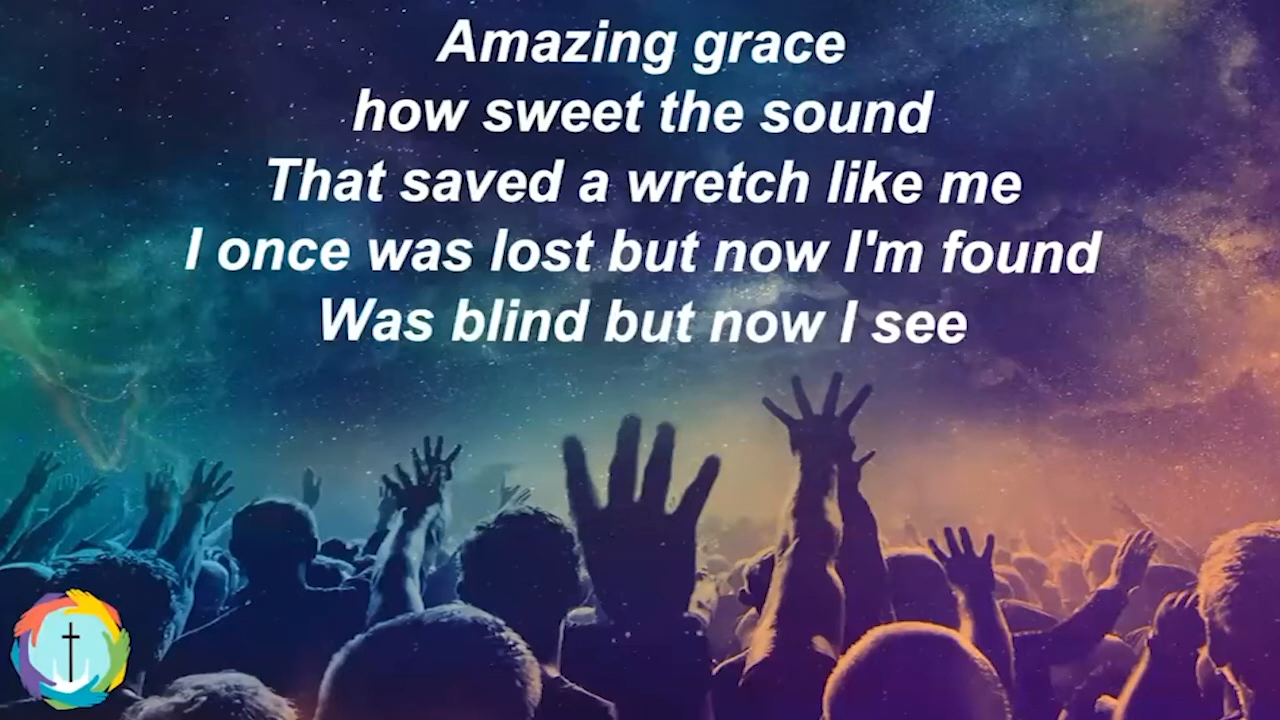 Amazing grace
how sweet the sound
That saved a wretch like me
I once was lost but now I'm found
Was blind but now I see